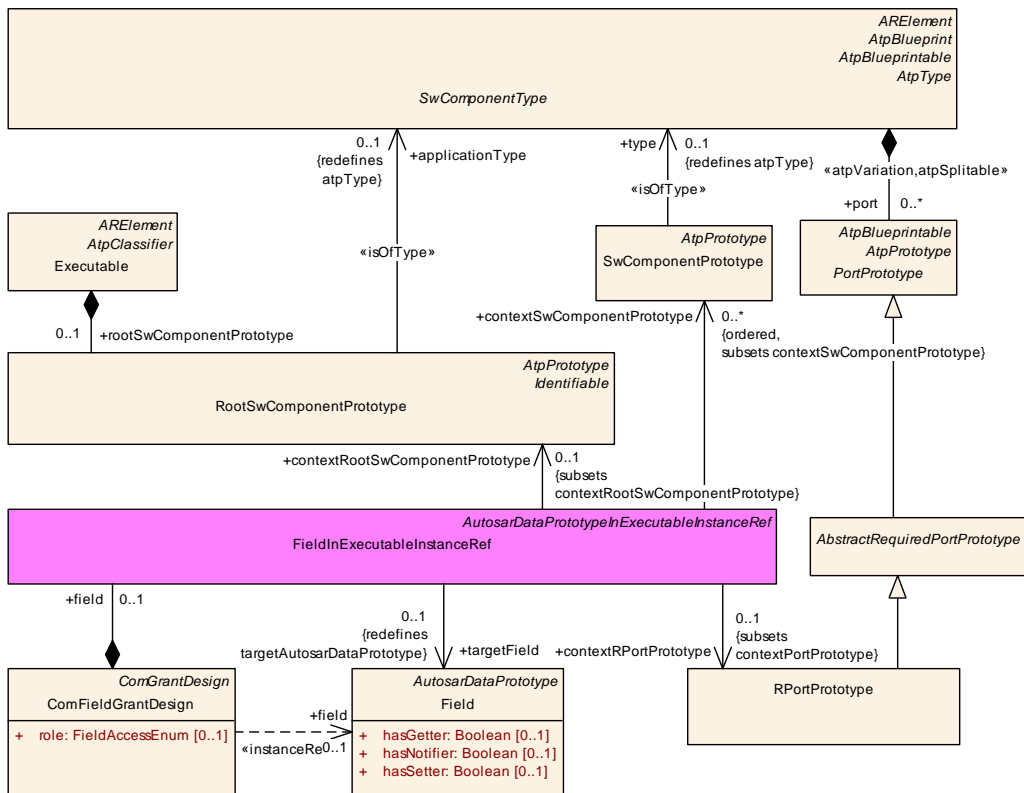 ARElement
AtpBlueprint
AtpBlueprintable
AtpType
SwComponentType
0..1
{redefines
atpType}
+applicationType
+type
0..1
{redefines atpType}
«isOfType»
«atpVariation,atpSplitable»
+port
0..*
ARElement
AtpClassifier
Executable
«isOfType»
AtpPrototype
SwComponentPrototype
AtpBlueprintable
AtpPrototype
PortPrototype
0..1
+rootSwComponentPrototype
+contextSwComponentPrototype
0..*
{ordered,
subsets contextSwComponentPrototype}
AtpPrototype
Identifiable
RootSwComponentPrototype
+contextRootSwComponentPrototype
0..1
{subsets
contextRootSwComponentPrototype}
AutosarDataPrototypeInExecutableInstanceRef
FieldInExecutableInstanceRef
AbstractRequiredPortPrototype
+field
0..1
0..1
{redefines
targetAutosarDataPrototype}
+targetField
+contextRPortPrototype
0..1
{subsets
contextPortPrototype}
ComGrantDesign
ComFieldGrantDesign
+ role: FieldAccessEnum [0..1]
+field
«instanceRe
0..1
AutosarDataPrototype
Field
+ hasGetter: Boolean [0..1]
+ hasNotifier: Boolean [0..1]
+ hasSetter: Boolean [0..1]
RPortPrototype